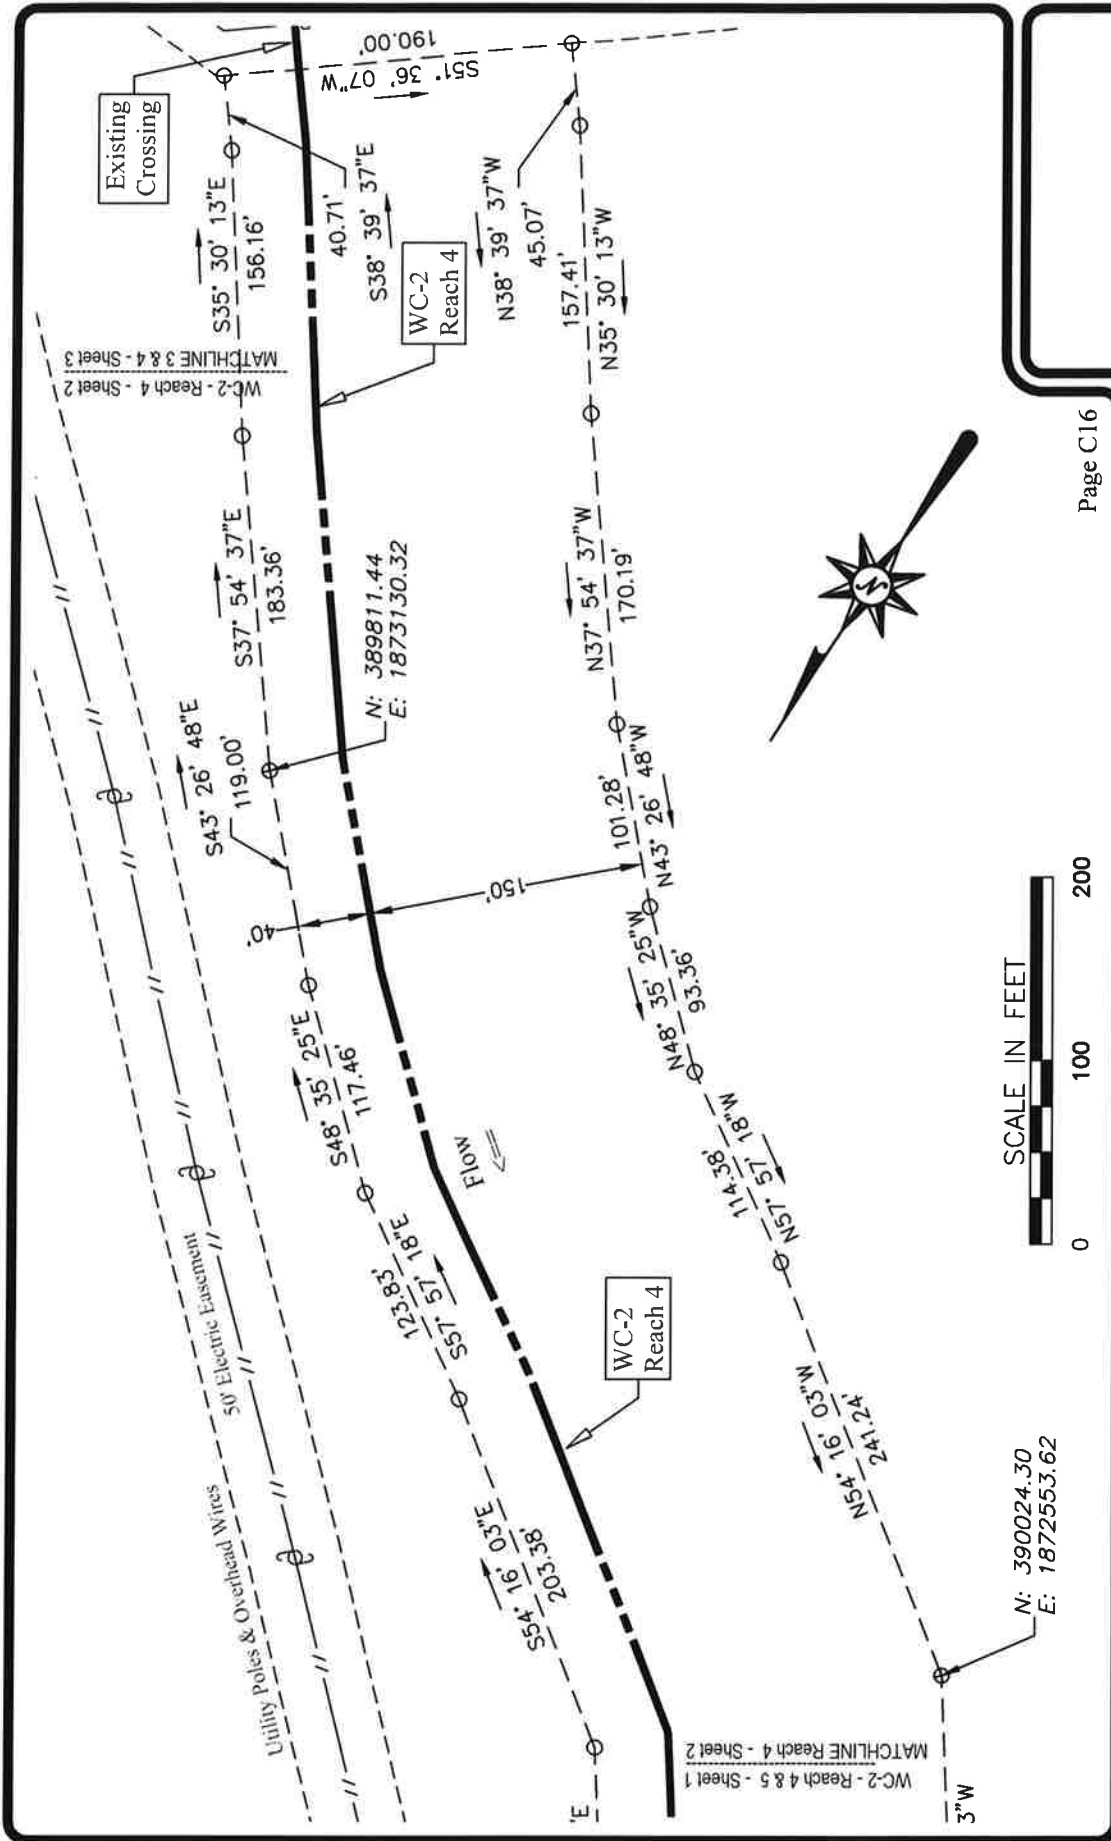 Existing
Crossing
190.00'
S51° 36' 07"W
S35° 30' 13"E
156.16'
40.71'
S38° 39' 37"E
WC-2
Reach 4
N38° 39' 37"W
45.07'
157.41'
N35° 30' 13"W
WC-2 - Reach 4 - Sheet 2
MATCHLINE 3 & 4 - Sheet 3
S37° 54' 37"E
183.36'
N: 389811.44
E: 1873130.32
N37° 54' 37"W
170.19'
S43° 26' 48"E
119.00'
101.28'
N43° 26' 48"W
40'
150'
S48° 35' 25"E
117.46'
N48° 35' 25"W
93.36'
Flow
123.83'
S57° 57' 18"E
114.38'
N57° 57' 18"W
50' Electric Easement
Utility Poles & Overhead Wires
WC-2
Reach 4
S54° 16' 03"E
203.38'
N54° 16' 03"W
241.24'
N: 390024.30
E: 1872553.62
WC-2 - Reach 4 & 5 - Sheet 1
MATCHLINE Reach 4 - Sheet 2
'E
3"W
N
SCALE IN FEET
0
100
200
Page C16